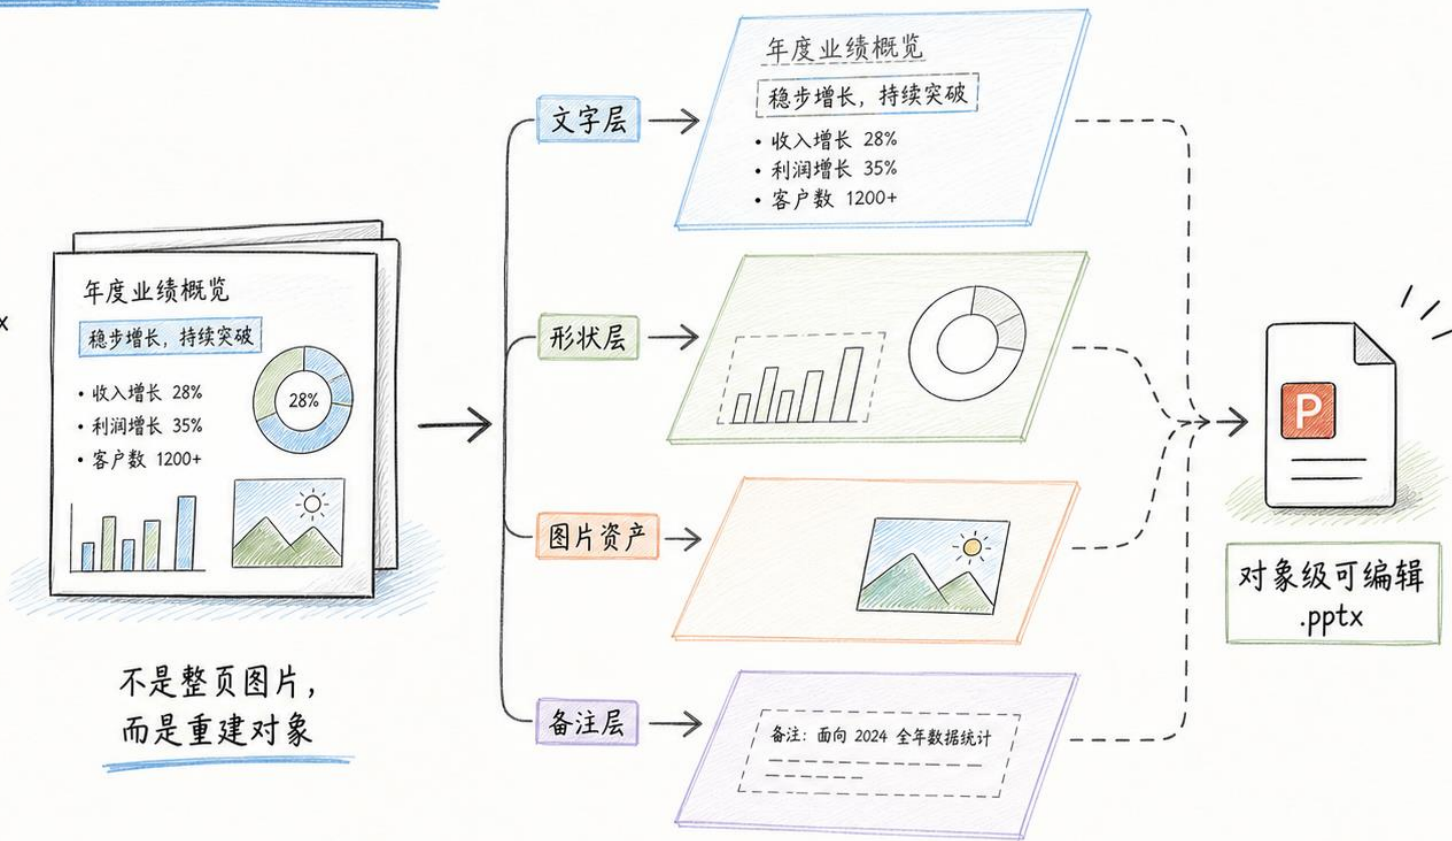 x
年度业绩概览
稳步增长，持续突破
• 收入增长 28%
• 利润增长 35%
• 客户数 1200+
28%
不是整页图片，
而是重建对象
文字层
年度业绩概览
稳步增长，持续突破
• 收入增长 28%
• 利润增长 35%
• 客户数 1200+
形状层
图片资产
备注层
备注：面向 2024 全年数据统计
P
对象级可编辑
.pptx